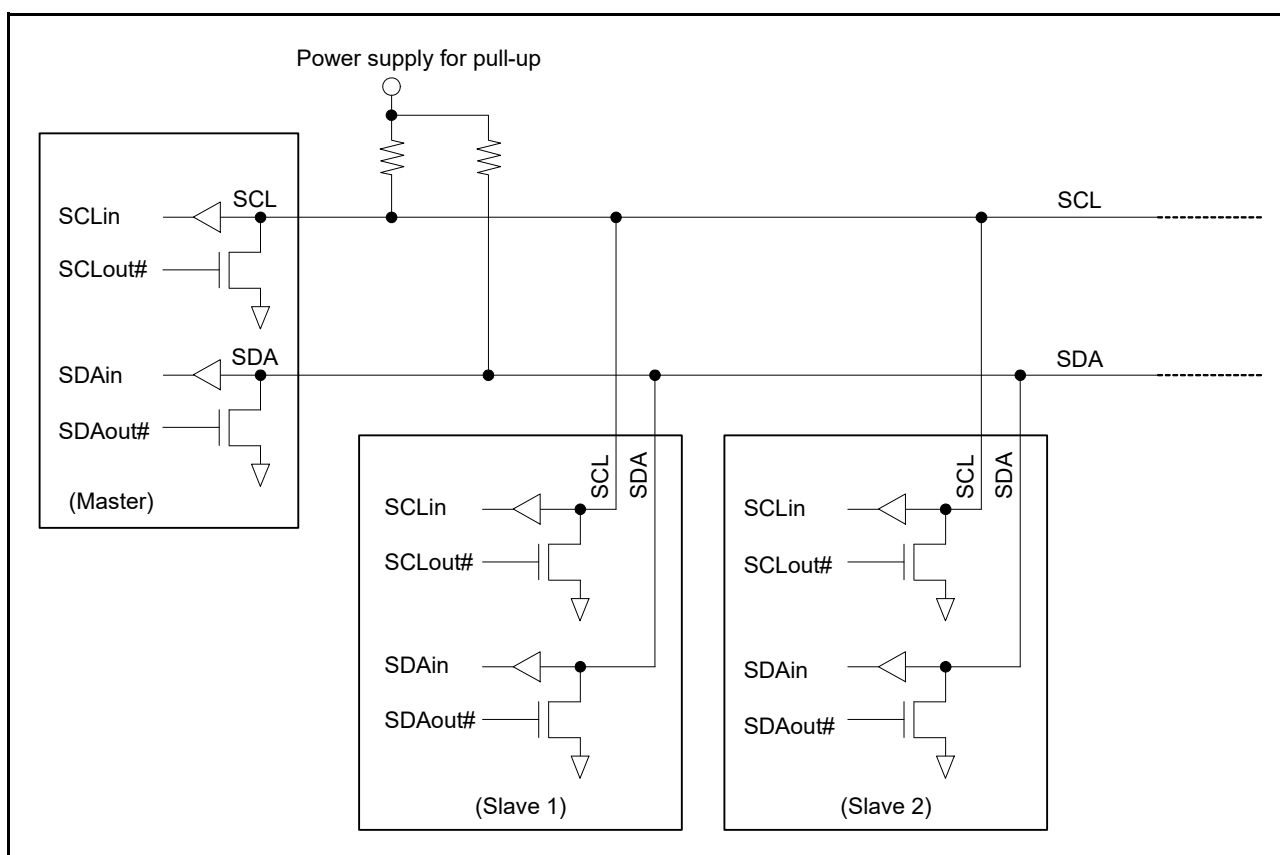 Power supply for pull-up
SCL
SCLin
SCLout#
SDA
SDAin
SDAout#
(Master)
SCL
SDA
SCL
SDA
SCLin
SCLout#
SDAin
SDAout#
(Slave 1)
SCL
SDA
SCLin
SCLout#
SDAin
SDAout#
(Slave 2)